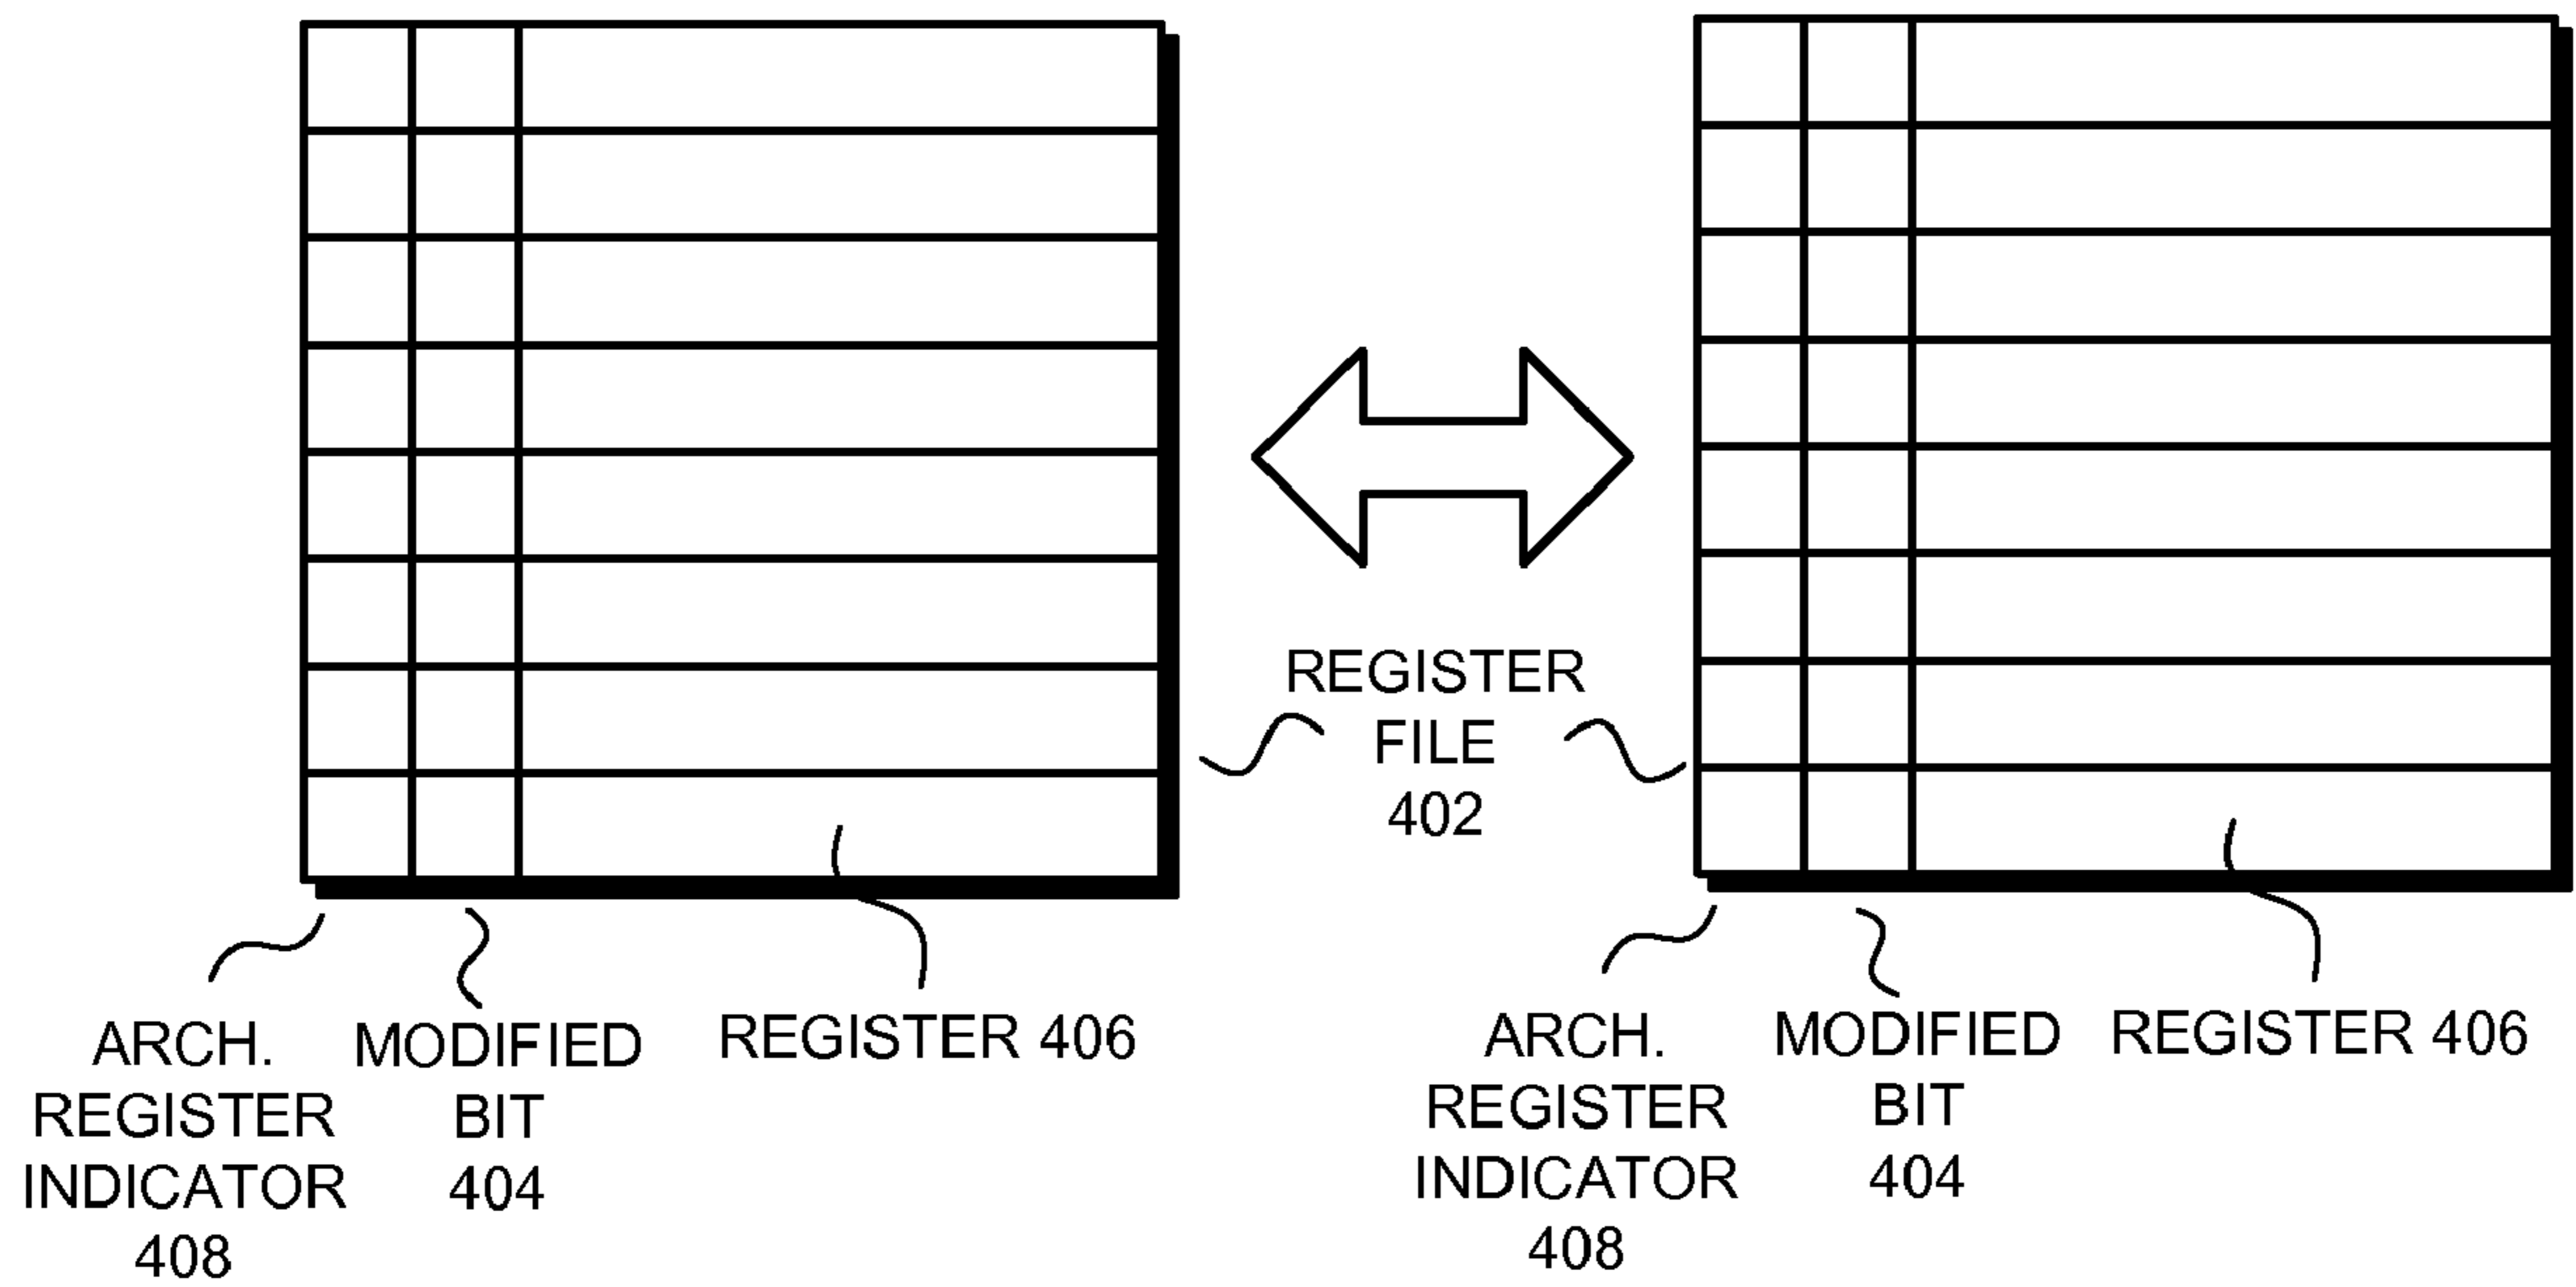 REGISTER
FILE
402
ARCH.
REGISTER
INDICATOR
408
MODIFIED
BIT
404
REGISTER 406
ARCH.
REGISTER
INDICATOR
408
MODIFIED
BIT
404
REGISTER 406